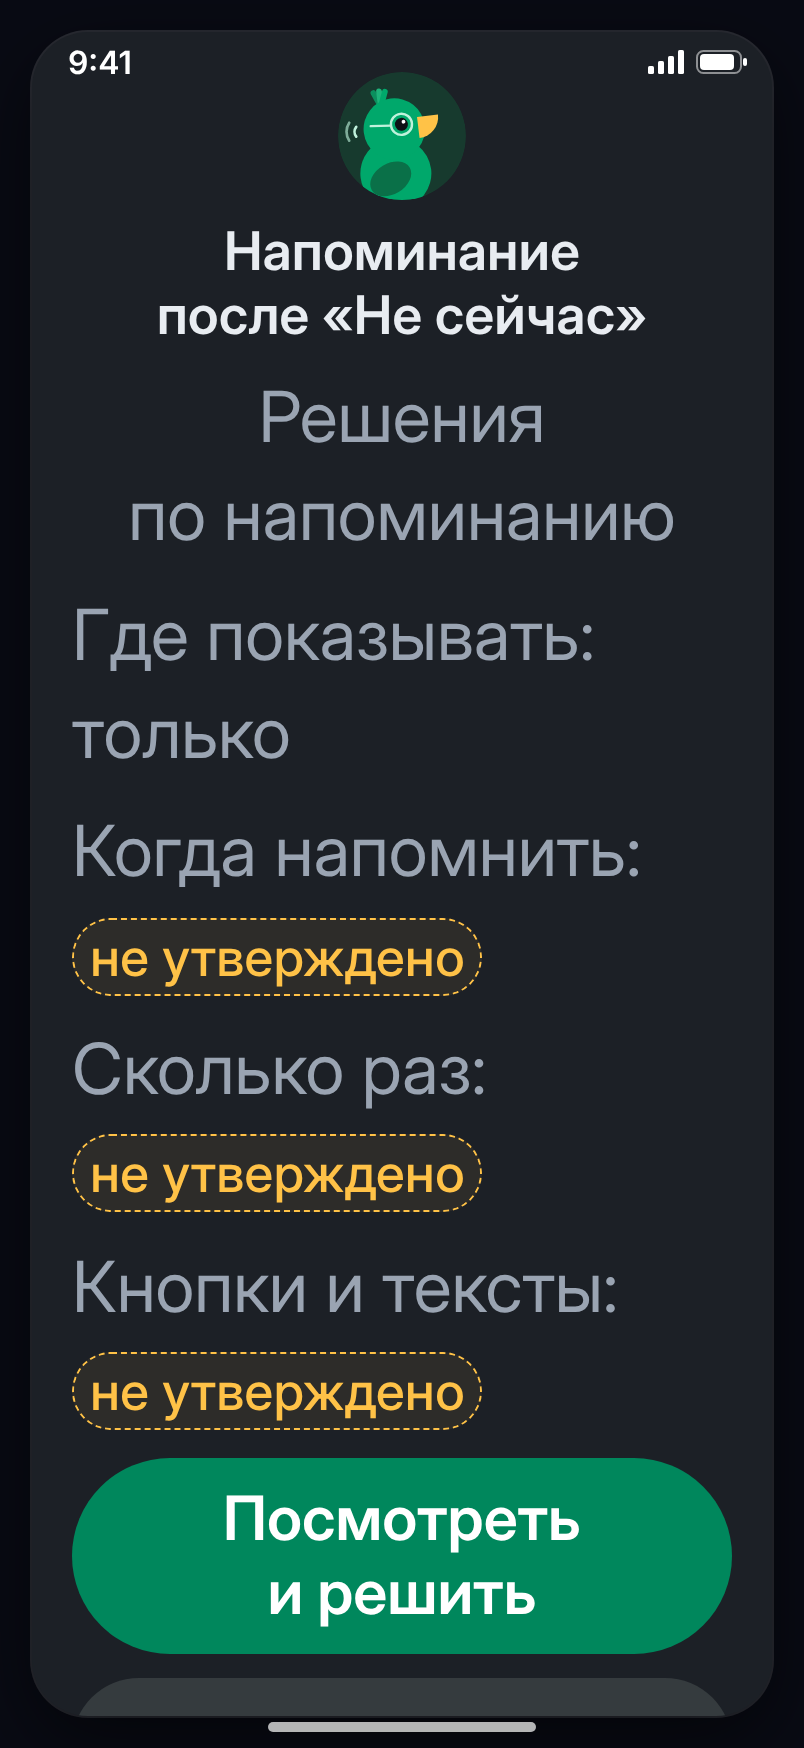 9:41
Напоминание
после «Не сейчас»
Решения
по напоминанию
Где показывать:
только
Когда напомнить:
не утверждено
Сколько раз:
не утверждено
Кнопки и тексты:
не утверждено
Посмотреть
и решить